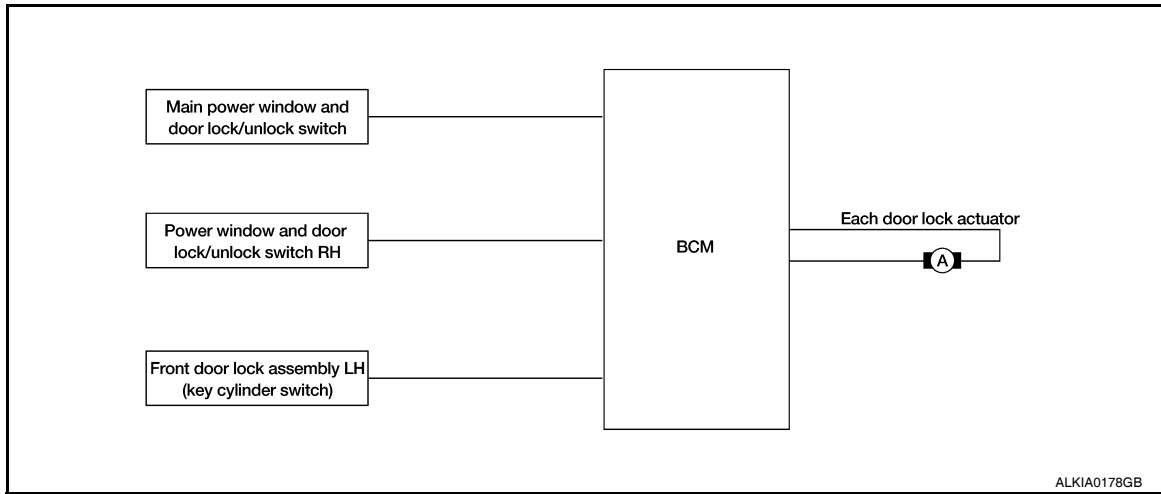 Main power window and
door lock/unlock switch
Power window and door
lock/unlock switch RH
Front door lock assembly LH
(key cylinder switch)
BCM
Each door lock actuator
A
ALKIA0178GB